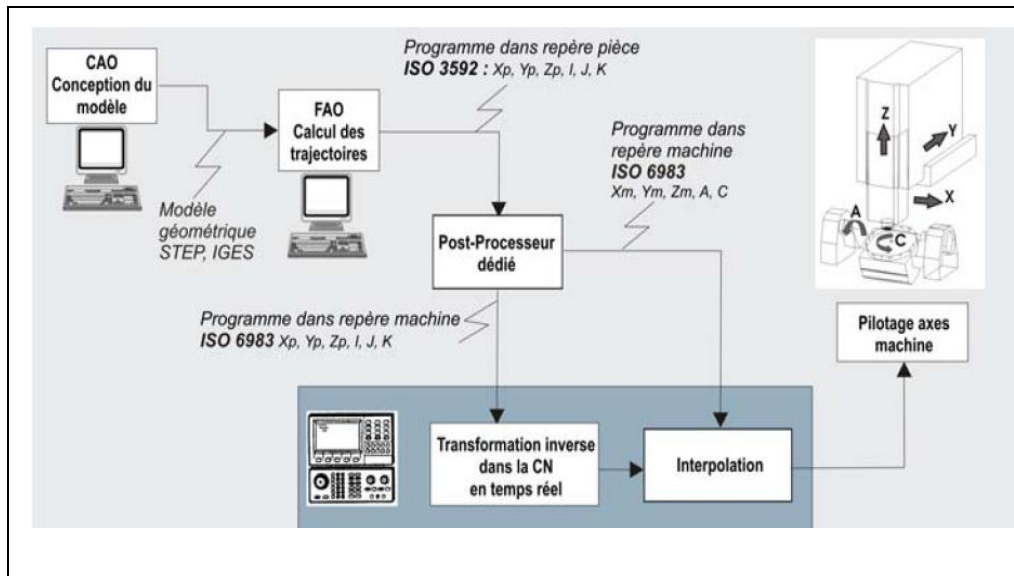 CAO
Conception du
modèle
Modèle
géométrique
STEP, IGES
FAO
Calcul des
trajectoires
Programme dans repère pièce
ISO 3592 : Xp, Yp, Zp, I, J, K
Post-Processeur
dédié
Programme dans
repère machine
ISO 6983
Xm, Ym, Zm, A, C
Programme dans repère machine
ISO 6983 Xp, Yp, Zp, I, J, K
Transformation inverse
dans la CN
en temps réel
Interpolation
Pilotage axes
machine
Z
Y
X
A
C